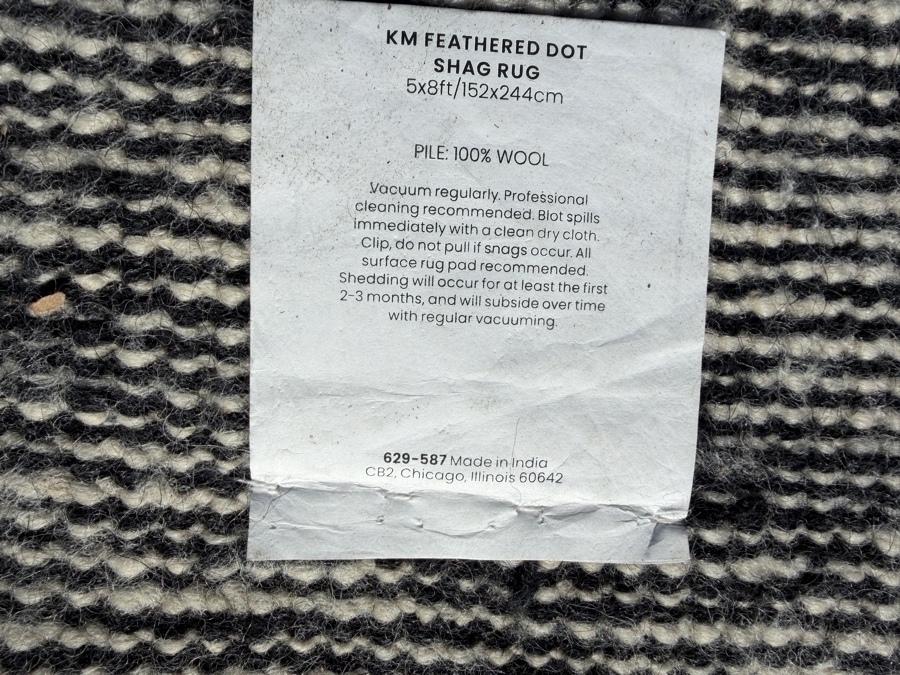 KM FEATHERED DOT
SHAG RUG
5x8ft/152x244cm
PILE: 100% WOOL
Vacuum regularly. Professional
cleaning recommended. Blot spills
immediately with a clean dry cloth.
Clip, do not pull if snags occur. All
surface rug pad recommended.
Shedding will occur for at least the first
2-3 months, and will subside over time
with regular vacuuming.
629-587 Made in India
CB2, Chicago, Illinois 60642